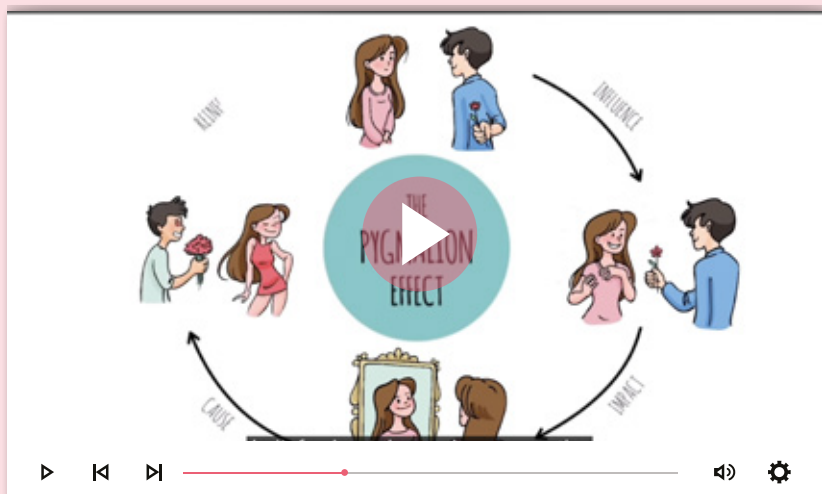 INFLUENCE
THE
PYGMALION
EFFECT
IMPACT
CAUSE